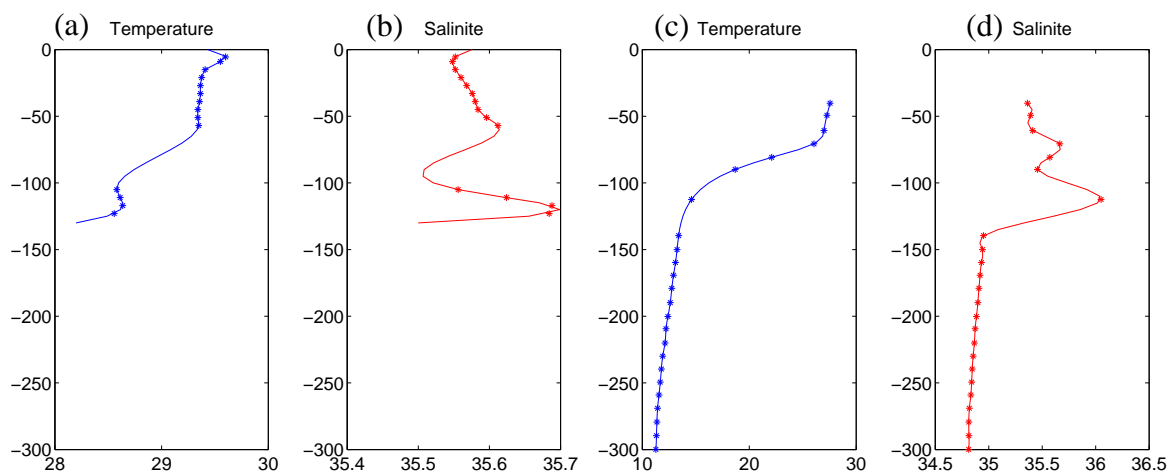 (a) Temperature (b) Salinite (c) Temperature (d) Salinite
0 0 0 0
−50 −50 −50 −50
−100 −100 −100 −100
−150 −150 −150 −150
−200 −200 −200 −200
−250 −250 −250 −250
−300 −300 −300 −300
28 29 30 35.4 35.5 35.6 35.7 10 20 30 34.5 35 35.5 36 36.5